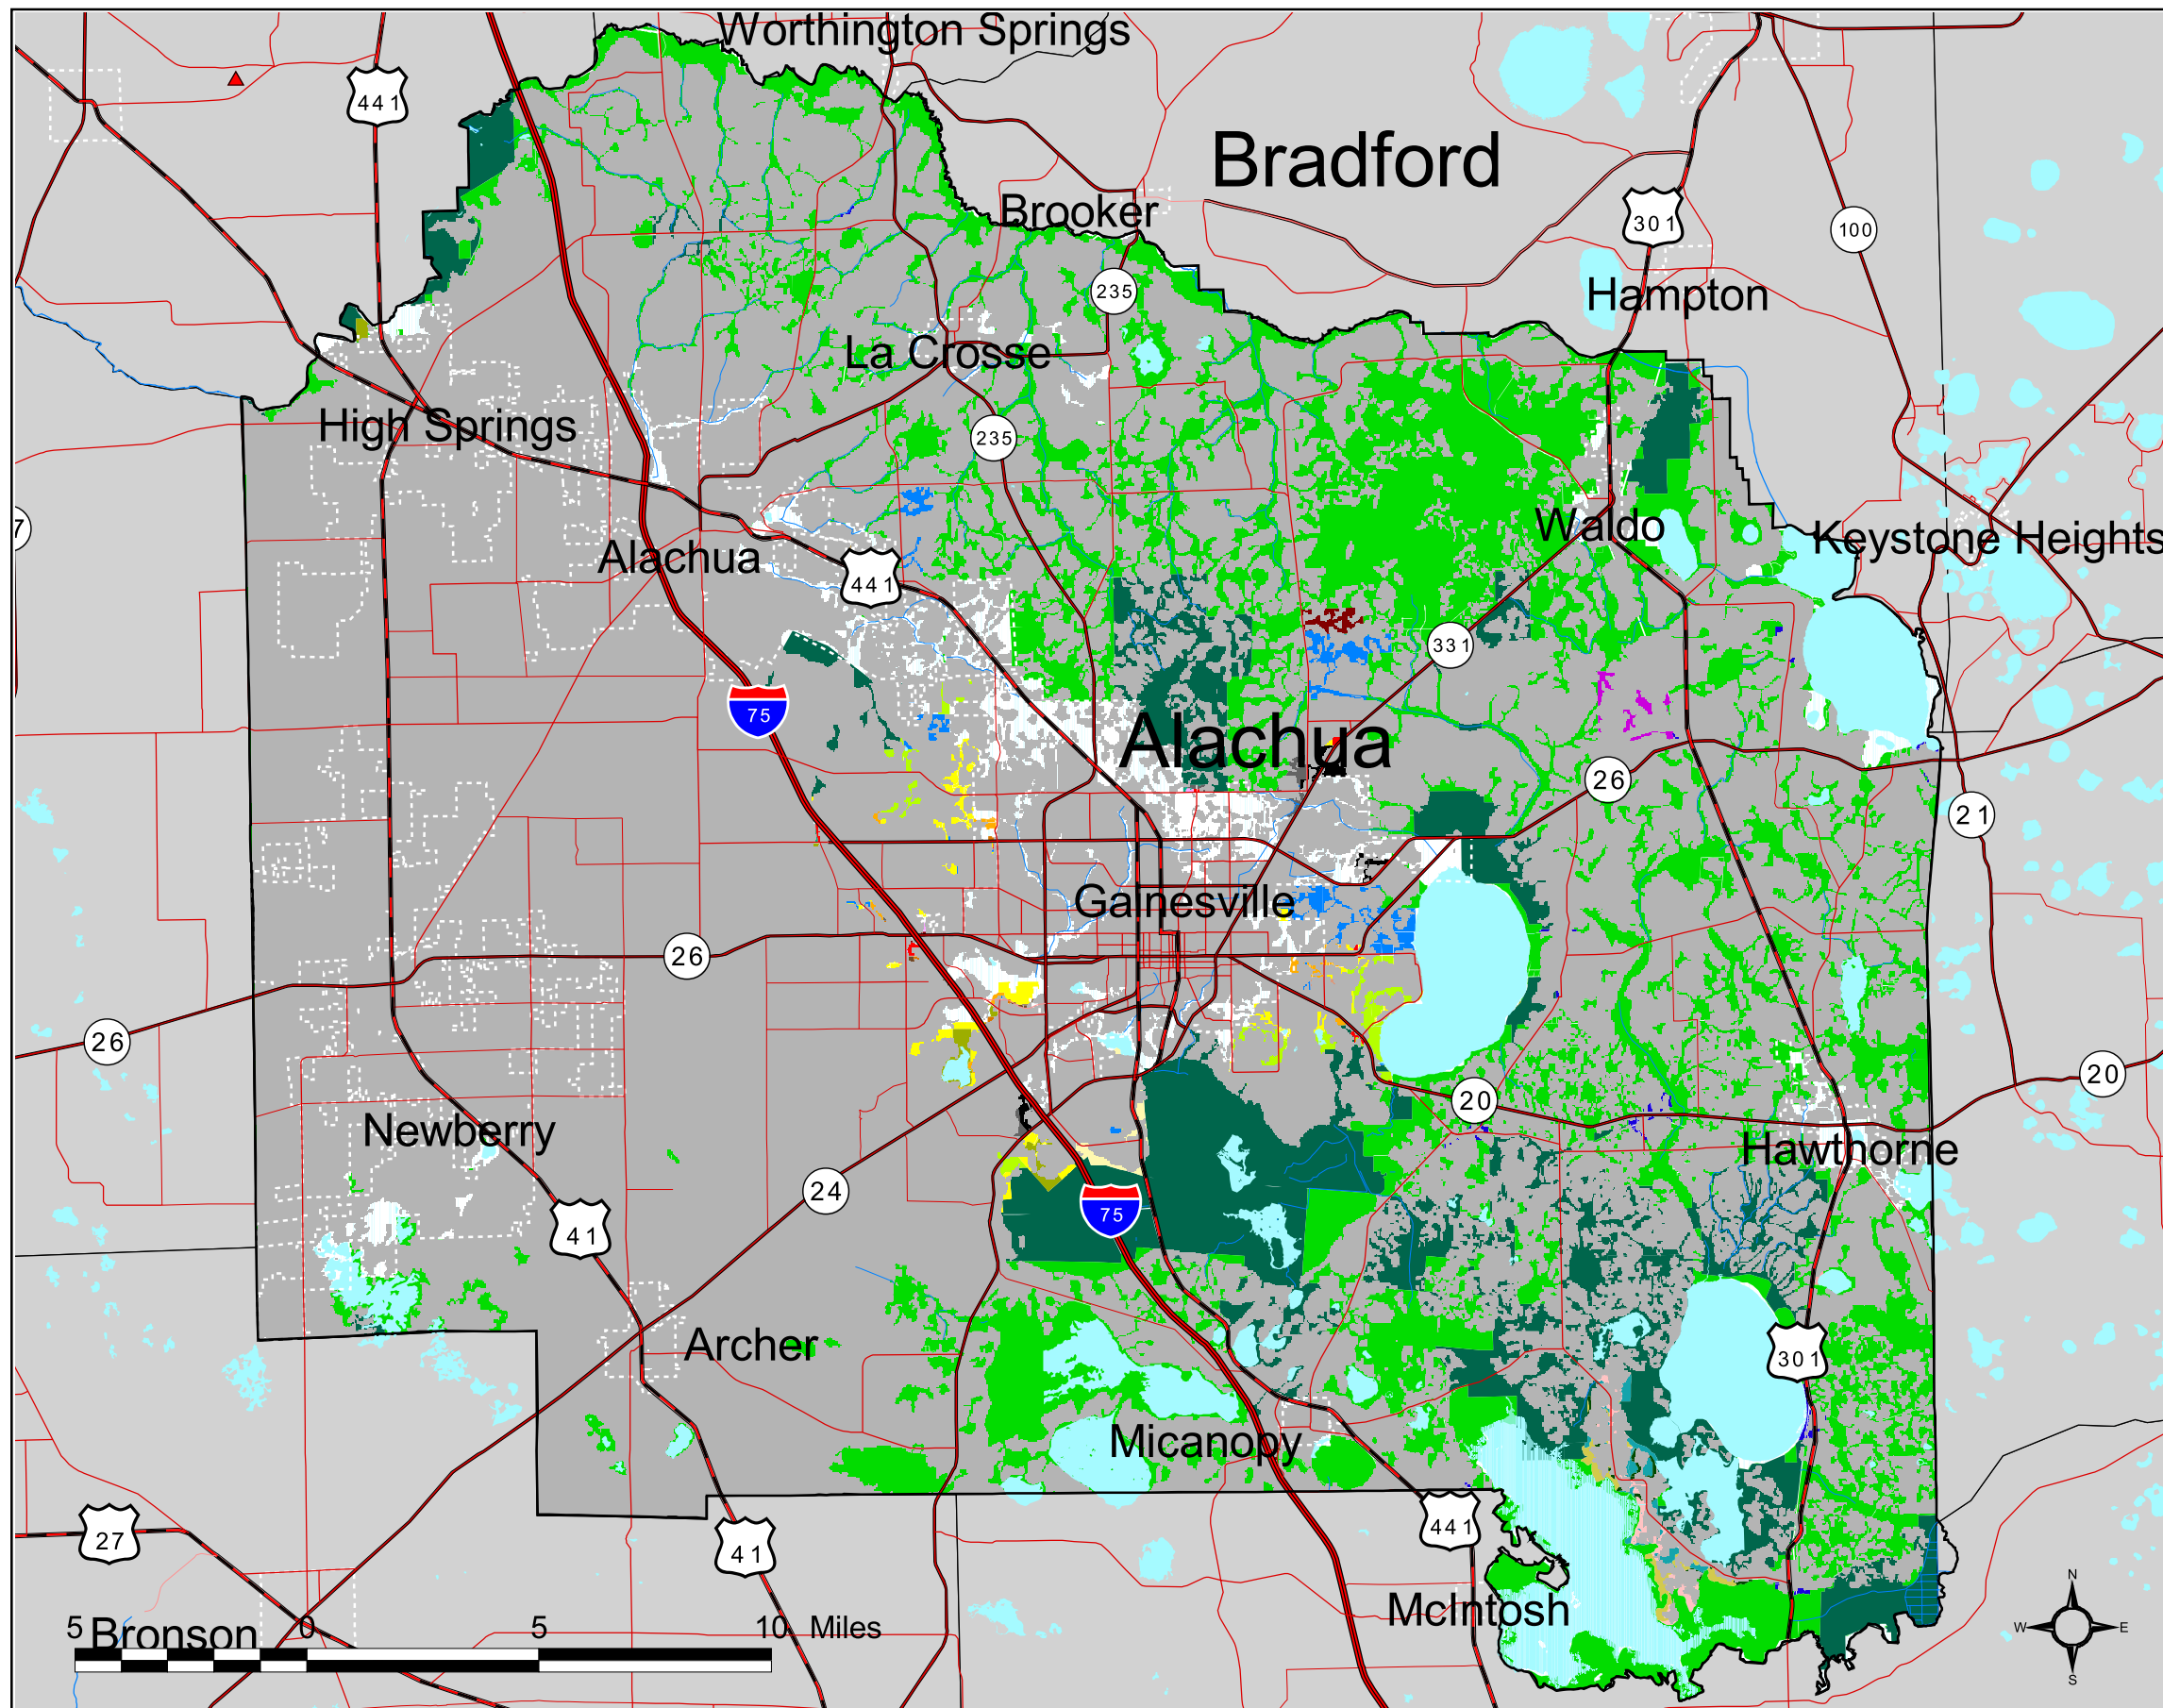 Worthington Springs
441
Bradford
Brooker
301
100
235
Hampton
La Crosse
High Springs
235
7
Waldo
Keystone Heights
Alachua
441
331
75
Alachua
26
21
Gainesville
26
26
20
20
Newberry
Hawthorne
24
75
41
Archer
301
Micanopy
441
27
41
McIntosh
N
W E
S
5 0 5 10 Miles
Bronson